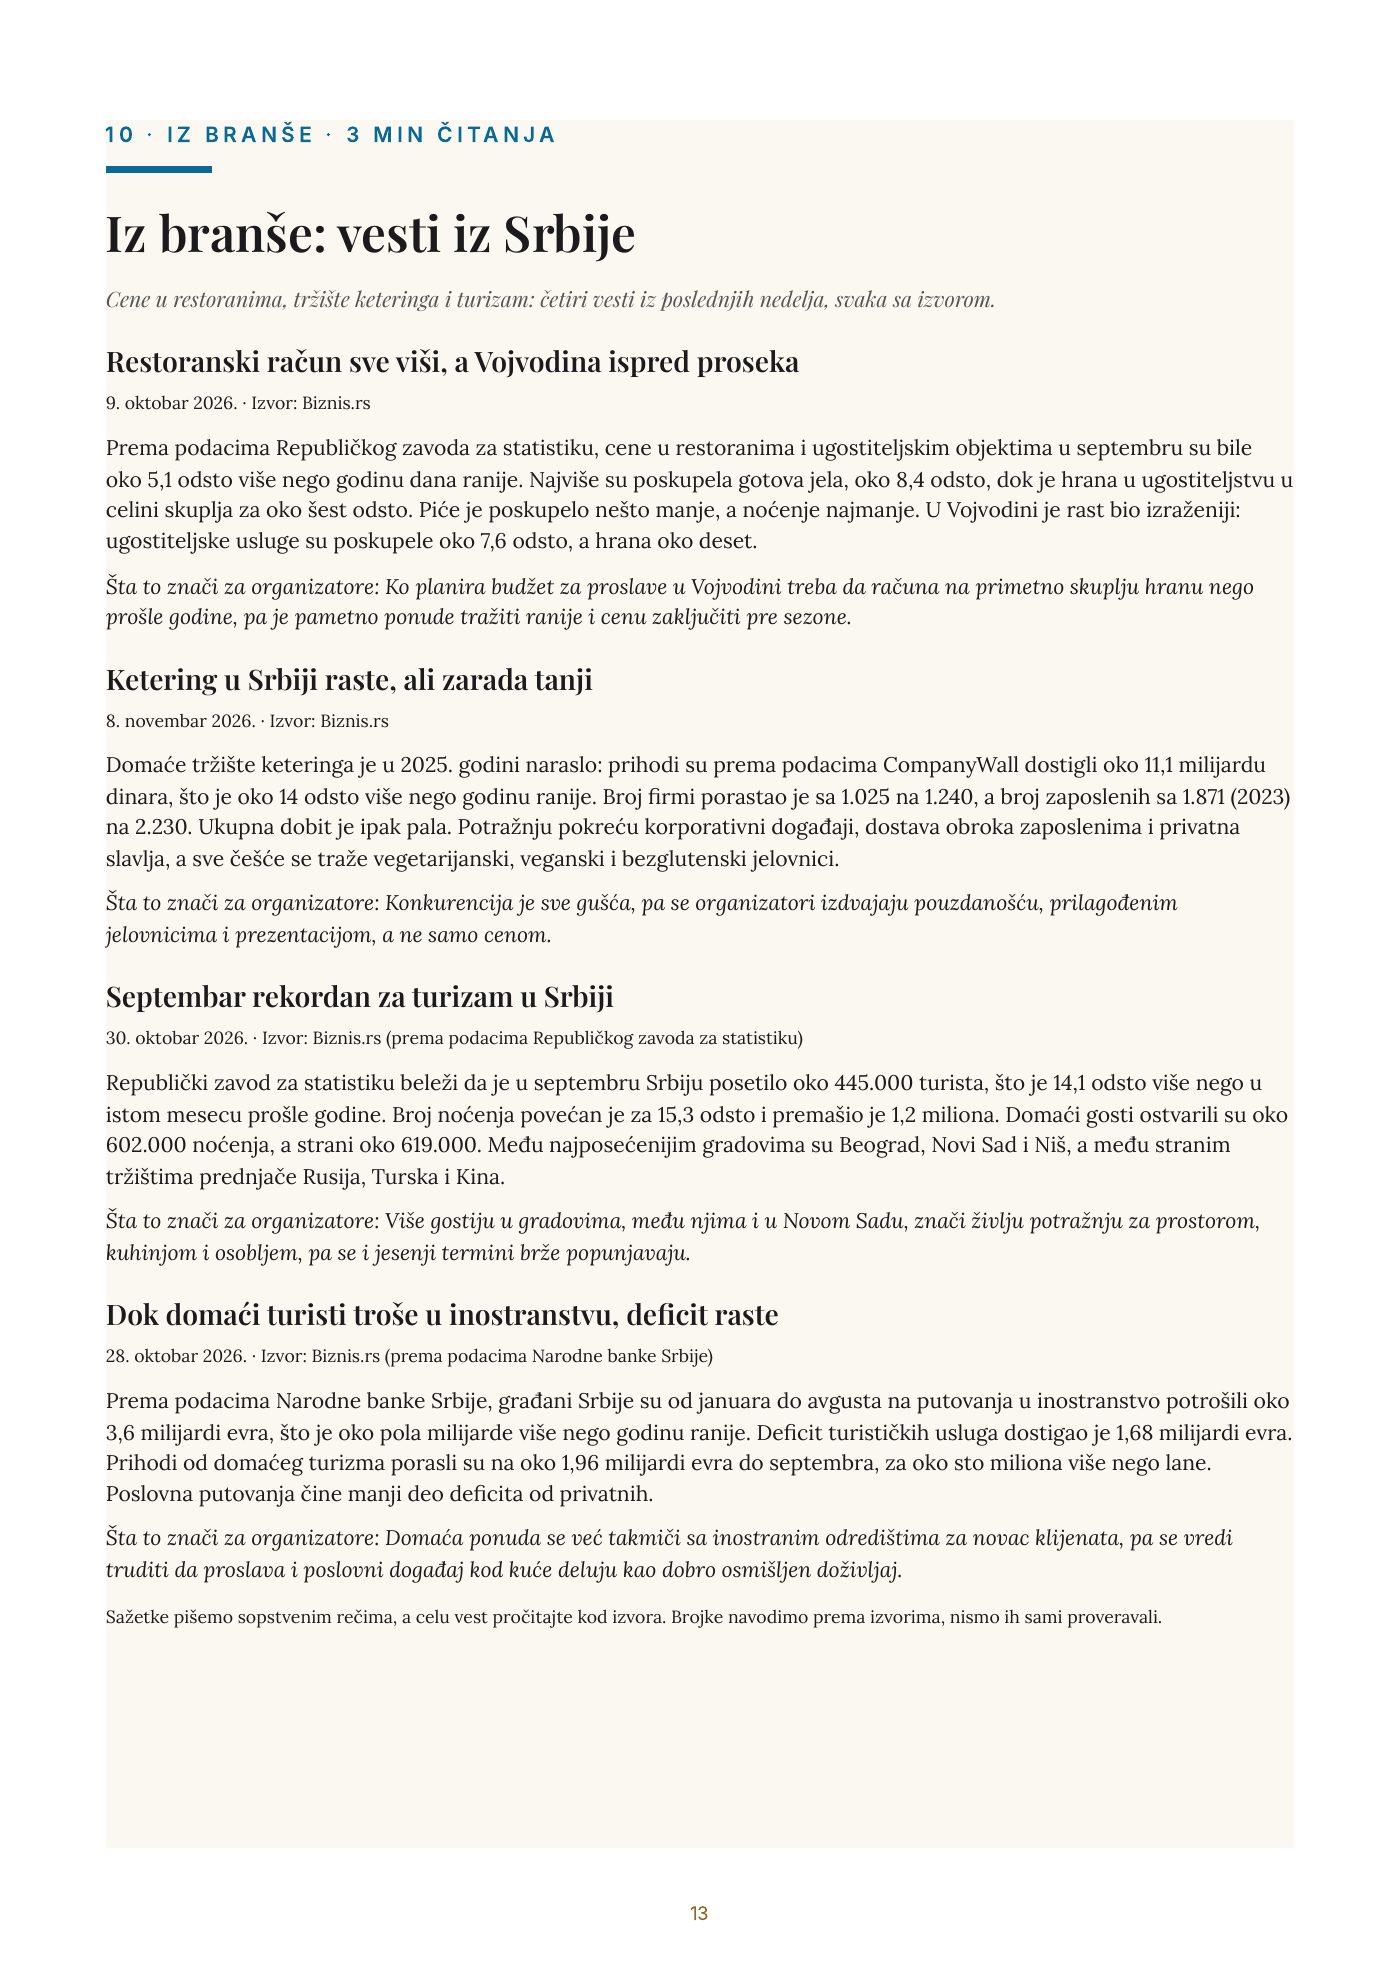 10 · IZ BRANŠE · 3 MIN ČITANJA
Iz branše: vesti iz Srbije
Cene u restoranima, tržište keteringa i turizam: četiri vesti iz poslednjih nedelja, svaka sa izvorom.
Restoranski račun sve viši, a Vojvodina ispred proseka
9. oktobar 2026. · Izvor: Biznis.rs
Prema podacima Republičkog zavoda za statistiku, cene u restoranima i ugostiteljskim objektima u septembru su bile
oko 5,1 odsto više nego godinu dana ranije. Najviše su poskupela gotova jela, oko 8,4 odsto, dok je hrana u ugostiteljstvu u
celini skuplja za oko šest odsto. Piće je poskupelo nešto manje, a noćenje najmanje. U Vojvodini je rast bio izraženiji:
ugostiteljske usluge su poskupele oko 7,6 odsto, a hrana oko deset.
Šta to znači za organizatore: Ko planira budžet za proslave u Vojvodini treba da računa na primetno skuplju hranu nego
prošle godine, pa je pametno ponude tražiti ranije i cenu zaključiti pre sezone.
Ketering u Srbiji raste, ali zarada tanji
8. novembar 2026. · Izvor: Biznis.rs
Domaće tržište keteringa je u 2025. godini naraslo: prihodi su prema podacima CompanyWall dostigli oko 11,1 milijardu
dinara, što je oko 14 odsto više nego godinu ranije. Broj firmi porastao je sa 1.025 na 1.240, a broj zaposlenih sa 1.871 (2023)
na 2.230. Ukupna dobit je ipak pala. Potražnju pokreću korporativni događaji, dostava obroka zaposlenima i privatna
slavlja, a sve češće se traže vegetarijanski, veganski i bezglutenski jelovnici.
Šta to znači za organizatore: Konkurencija je sve gušća, pa se organizatori izdvajaju pouzdanošću, prilagođenim
jelovnicima i prezentacijom, a ne samo cenom.
Septembar rekordan za turizam u Srbiji
30. oktobar 2026. · Izvor: Biznis.rs (prema podacima Republičkog zavoda za statistiku)
Republički zavod za statistiku beleži da je u septembru Srbiju posetilo oko 445.000 turista, što je 14,1 odsto više nego u
istom mesecu prošle godine. Broj noćenja povećan je za 15,3 odsto i premašio je 1,2 miliona. Domaći gosti ostvarili su oko
602.000 noćenja, a strani oko 619.000. Među najposećenijim gradovima su Beograd, Novi Sad i Niš, a među stranim
tržištima prednjače Rusija, Turska i Kina.
Šta to znači za organizatore: Više gostiju u gradovima, među njima i u Novom Sadu, znači življu potražnju za prostorom,
kuhinjom i osobljem, pa se i jesenji termini brže popunjavaju.
Dok domaći turisti troše u inostranstvu, deficit raste
28. oktobar 2026. · Izvor: Biznis.rs (prema podacima Narodne banke Srbije)
Prema podacima Narodne banke Srbije, građani Srbije su od januara do avgusta na putovanja u inostranstvo potrošili oko
3,6 milijardi evra, što je oko pola milijarde više nego godinu ranije. Deficit turističkih usluga dostigao je 1,68 milijardi evra.
Prihodi od domaćeg turizma porasli su na oko 1,96 milijardi evra do septembra, za oko sto miliona više nego lane.
Poslovna putovanja čine manji deo deficita od privatnih.
Šta to znači za organizatore: Domaća ponuda se već takmiči sa inostranim odredištima za novac klijenata, pa se vredi
truditi da proslava i poslovni događaj kod kuće deluju kao dobro osmišljen doživljaj.
Sažetke pišemo sopstvenim rečima, a celu vest pročitajte kod izvora. Brojke navodimo prema izvorima, nismo ih sami proveravali.
13